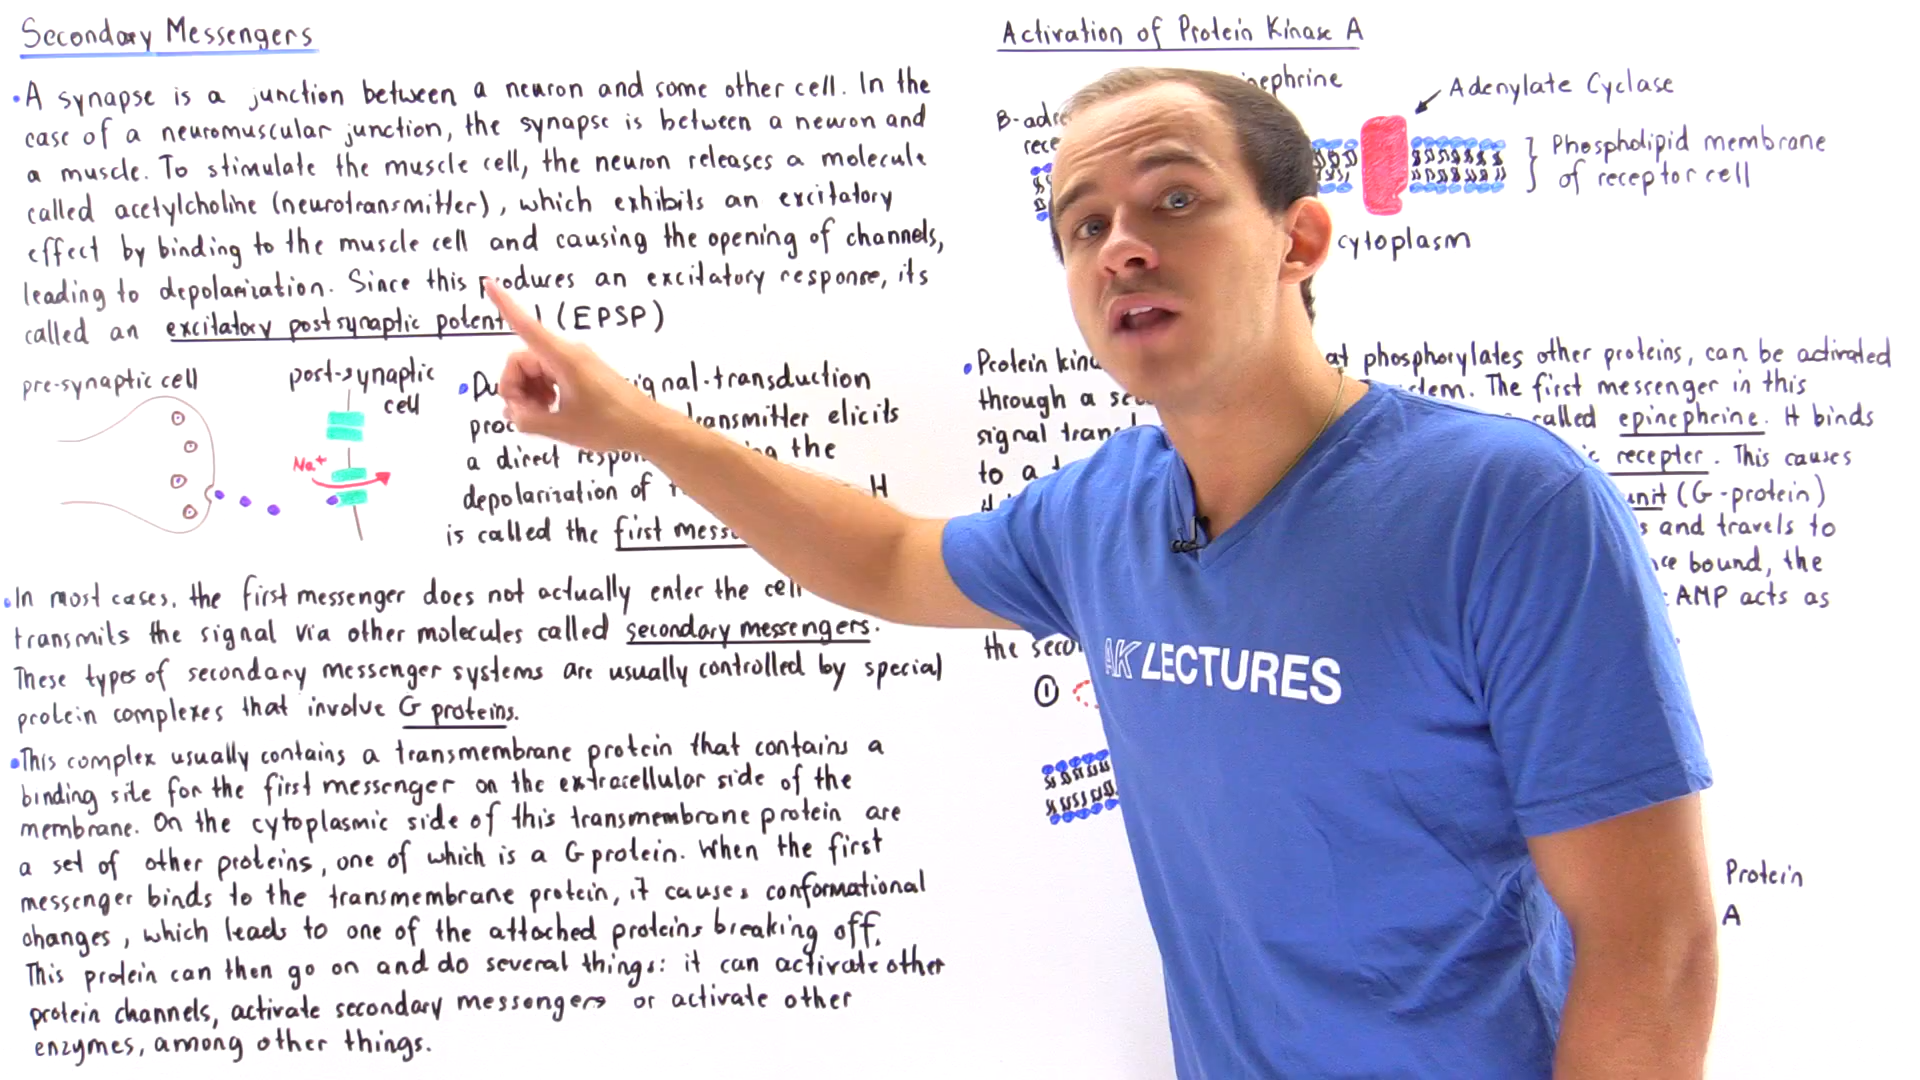 Secondary Messengers
• A synapse is a junction between a neuron and some other cell. In the
case of a neuromuscular junction, the synapse is between a neuron and
a muscle. To stimulate the muscle cell, the neuron releases a molecule
called acetylcholine (neurotransmitter), which exhibits an excitatory
effect by binding to the muscle cell and causing the opening of channels,
leading to depolarization. Since this produces an excitatory response, its
called an excitatory postsynaptic (EPSP)
pre-synaptic cell
post-synaptic
cell
Na+
• signal-transduction
elicits
a direct the
depolarization of It
is called the first
• In most cases, the first messenger does not actually enter the cell
transmits the signal via other molecules called secondary messengers.
These types of secondary messenger systems are usually controlled by special
protein complexes that involve G proteins.
• This complex usually contains a transmembrane protein that contains a
binding site for the first messenger on the extracellular side of the
membrane. On the cytoplasmic side of this transmembrane protein are
a set of other proteins, one of which is a G protein. When the first
messenger binds to the transmembrane protein, it causes conformational
changes, which leads to one of the attached proteins breaking off.
This protein can then go on and do several things: it can activate other
protein channels, activate secondary messengers or activate other
enzymes, among other things.
Activation of Protein Kinase A
Adenylate Cyclase
Phospholipid membrane
of receptor cell
cytoplasm
• Protein phosphorylates other proteins, can be activated
through a The first messenger in this
signal called epinephrine. It binds
to a recepter. This causes
(G-protein)
and travels to
bound, the
AMP acts as
the
①
Protein
A
AK LECTURES